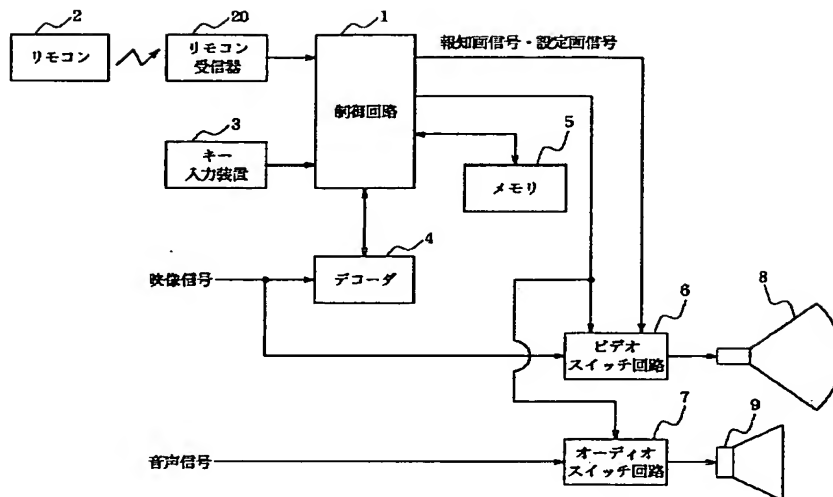 2
リモコン
20
リモコン
受信器
1
制御回路
報知画信号・設定画信号
3
キー
入力装置
5
メモリ
4
デコーダ
映像信号
6
ビデオ
スイッチ回路
8
7
オーディオ
スイッチ回路
9
音声信号